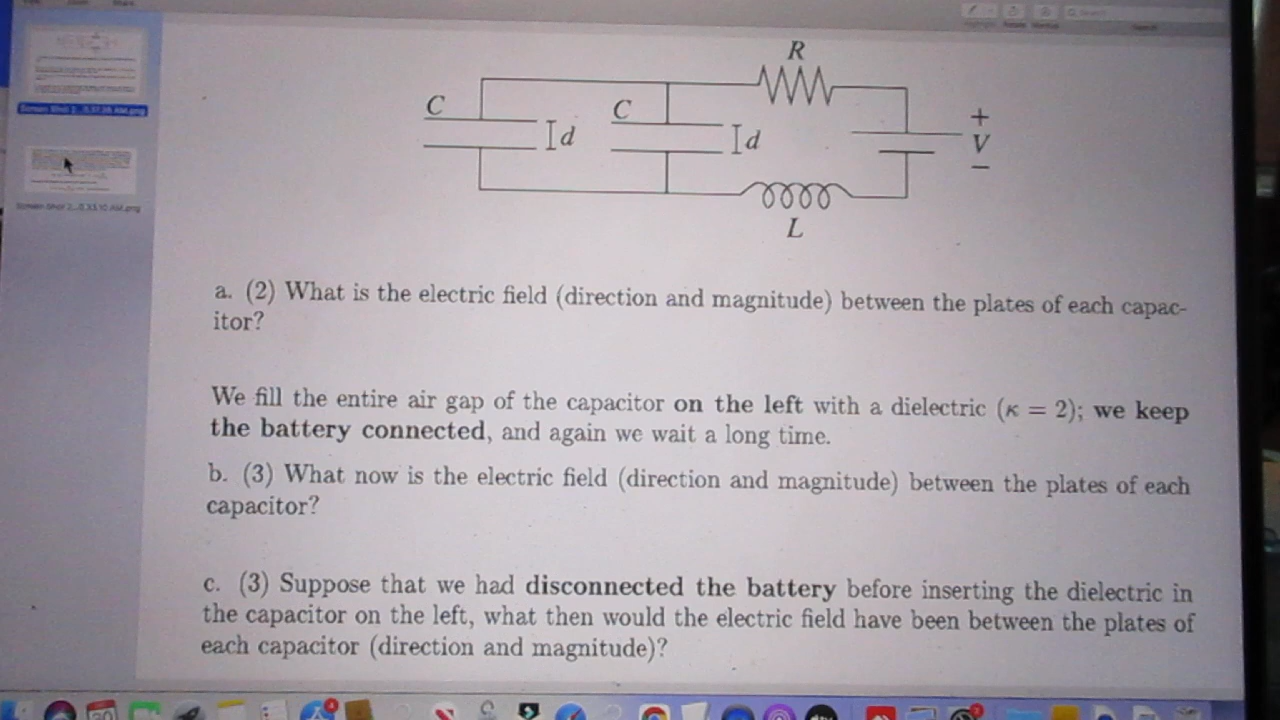 R
C
d
C
d
+
V
−
L
a. (2) What is the electric field (direction and magnitude) between the plates of each capac-
itor?
We fill the entire air gap of the capacitor on the left with a dielectric (κ = 2); we keep
the battery connected, and again we wait a long time.
b. (3) What now is the electric field (direction and magnitude) between the plates of each
capacitor?
c. (3) Suppose that we had disconnected the battery before inserting the dielectric in
the capacitor on the left, what then would the electric field have been between the plates of
each capacitor (direction and magnitude)?